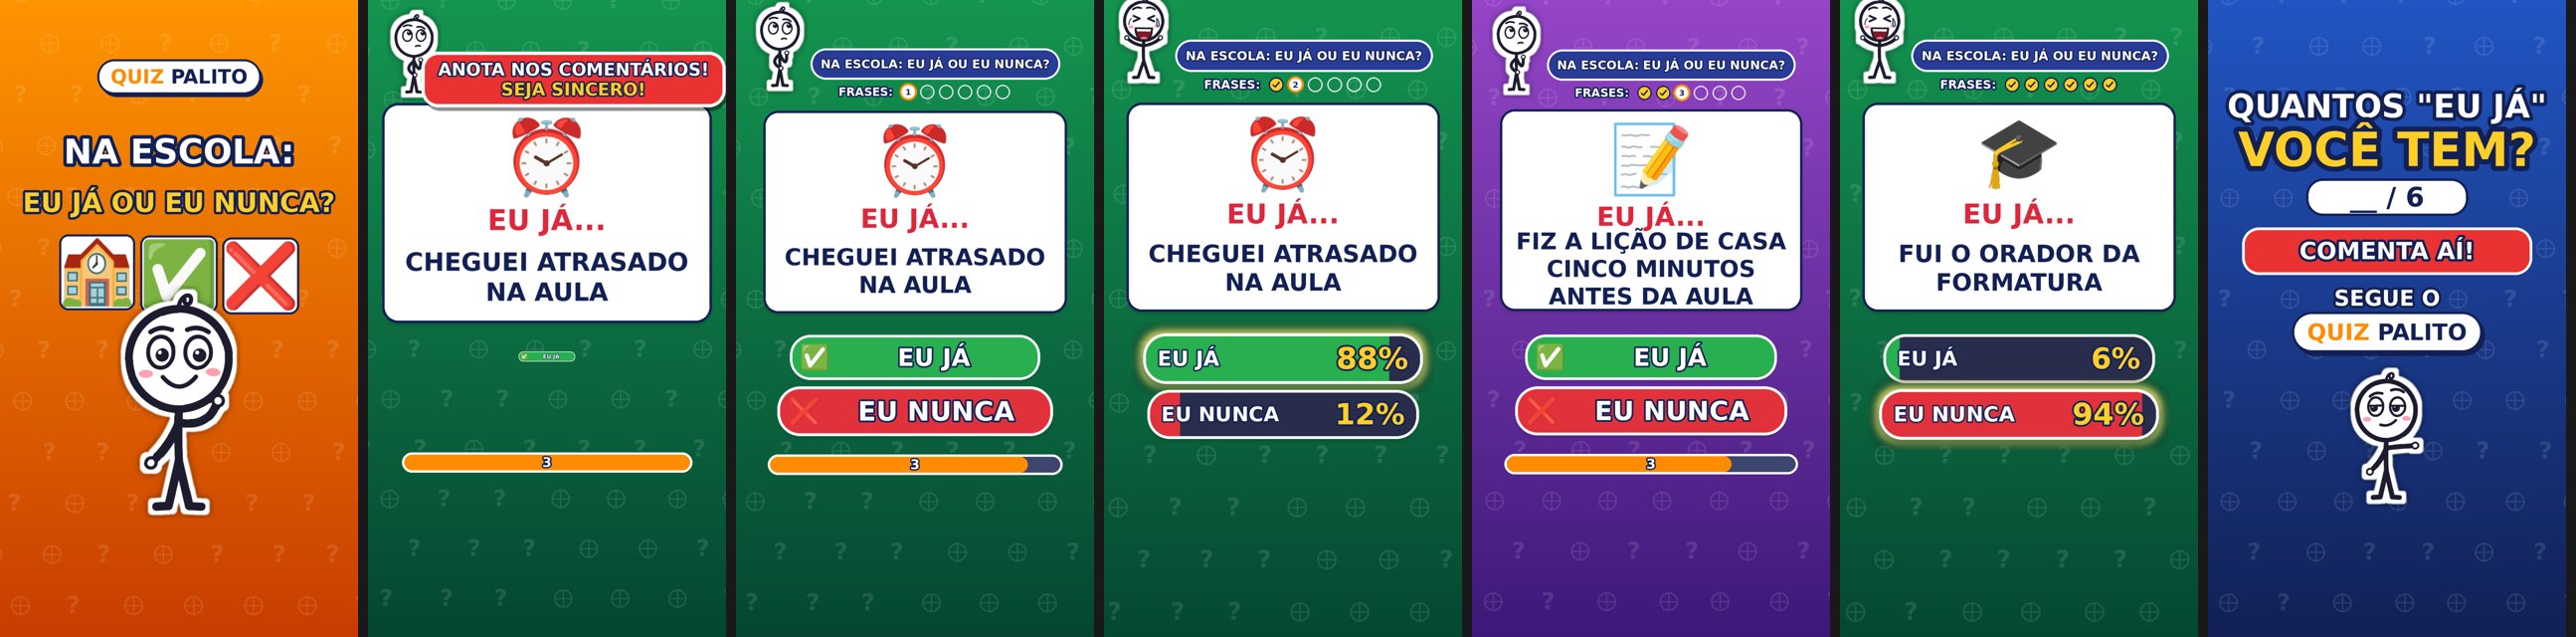 QUIZ PALITO
NA ESCOLA:
EU JÁ OU EU NUNCA?
ANOTA NOS COMENTÁRIOS!
SEJA SINCERO!
EU JÁ...
CHEGUEI ATRASADO
NA AULA
EU JÁ
3
NA ESCOLA: EU JÁ OU EU NUNCA?
FRASES: 1
EU JÁ...
CHEGUEI ATRASADO
NA AULA
EU JÁ
EU NUNCA
3
NA ESCOLA: EU JÁ OU EU NUNCA?
FRASES: 2
EU JÁ...
CHEGUEI ATRASADO
NA AULA
EU JÁ 88%
EU NUNCA 12%
NA ESCOLA: EU JÁ OU EU NUNCA?
FRASES: 3
EU JÁ...
FIZ A LIÇÃO DE CASA
CINCO MINUTOS
ANTES DA AULA
EU JÁ
EU NUNCA
3
NA ESCOLA: EU JÁ OU EU NUNCA?
FRASES:
EU JÁ...
FUI O ORADOR DA
FORMATURA
EU JÁ 6%
EU NUNCA 94%
QUANTOS "EU JÁ"
VOCÊ TEM?
__ / 6
COMENTA AÍ!
SEGUE O
QUIZ PALITO